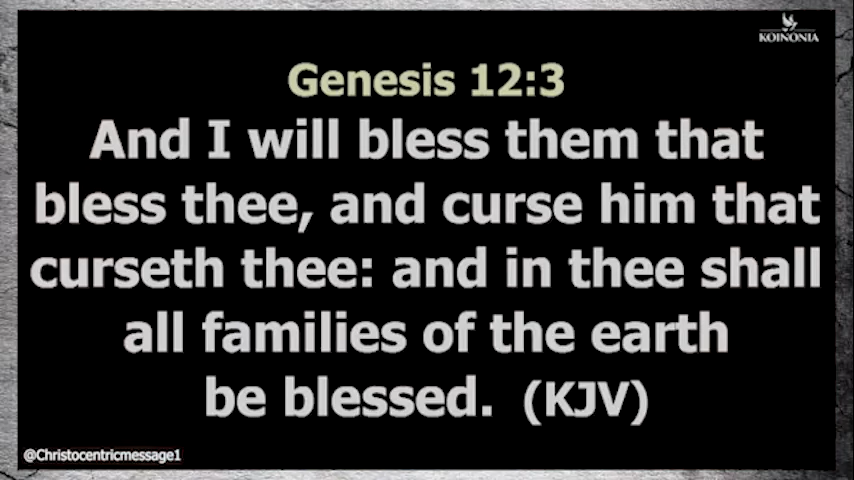 KOINONIA
Genesis 12:3
And I will bless them that
bless thee, and curse him that
curseth thee: and in thee shall
all families of the earth
be blessed. (KJV)
@Christocentricmessage1